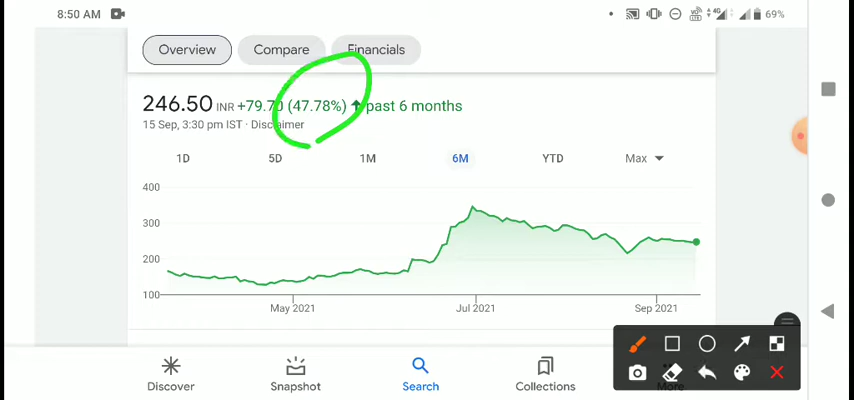 8:50 AM
4G
69%
Overview Compare Financials
246.50 INR +79.70 (47.78%) ↑ past 6 months
15 Sep, 3:30 pm IST · Disclaimer
1D 5D 1M 6M YTD Max
400
300
200
100
May 2021 Jul 2021 Sep 2021
Discover Snapshot Search Collections More